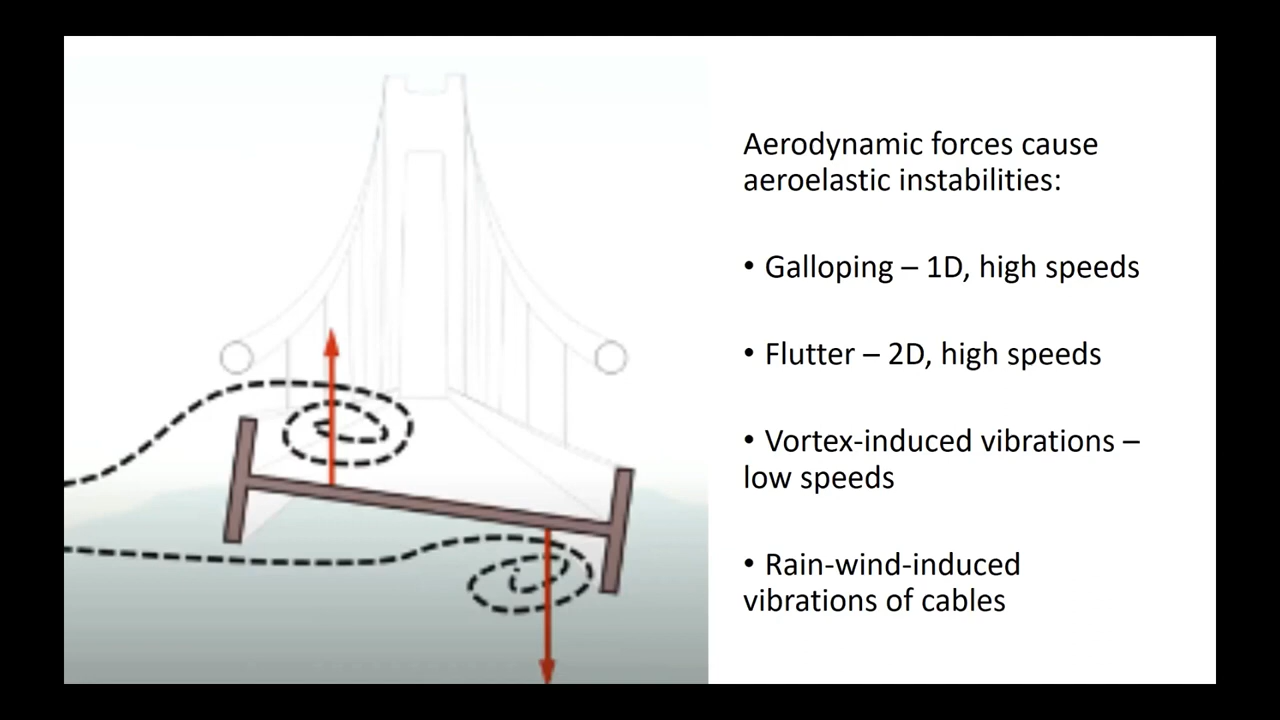 Aerodynamic forces cause
aeroelastic instabilities:
• Galloping – 1D, high speeds
• Flutter – 2D, high speeds
• Vortex-induced vibrations –
low speeds
• Rain-wind-induced
vibrations of cables